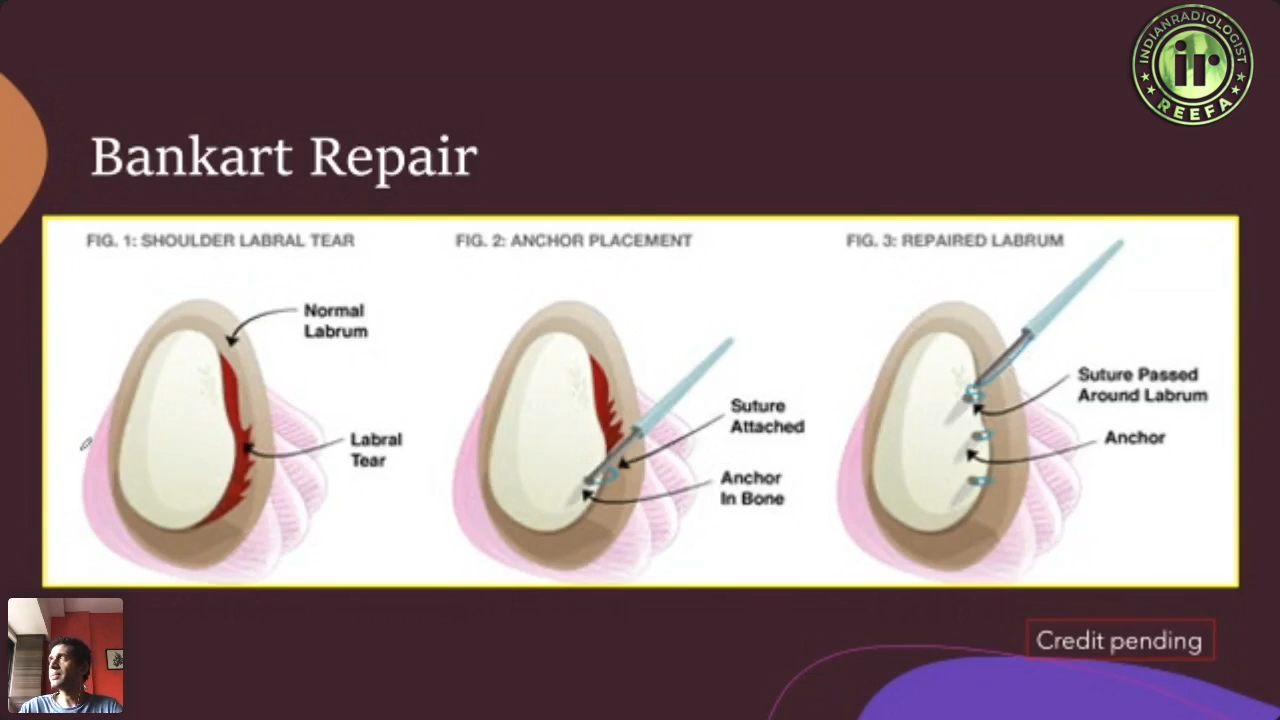 INDIANRADIOLOGIST
ir
REEFA
Bankart Repair
FIG. 1: SHOULDER LABRAL TEAR
Normal
Labrum
Labral
Tear
FIG. 2: ANCHOR PLACEMENT
Suture
Attached
Anchor
In Bone
FIG. 3: REPAIRED LABRUM
Suture Passed
Around Labrum
Anchor
Credit pending